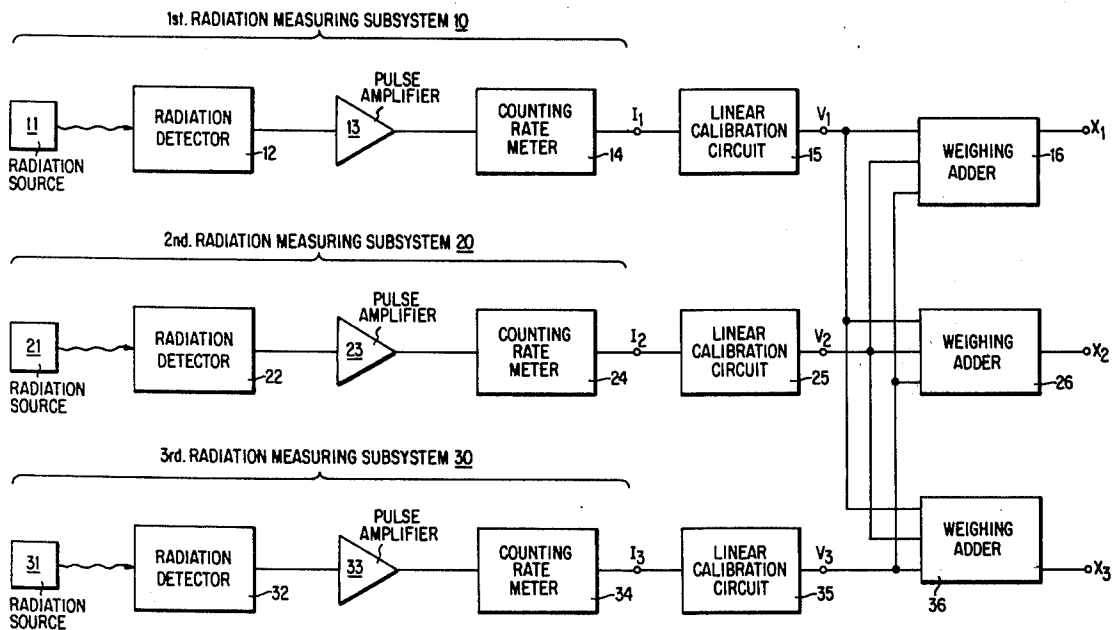 1st. RADIATION MEASURING SUBSYSTEM 10
11
RADIATION
SOURCE
RADIATION
DETECTOR
12
PULSE
AMPLIFIER
13
COUNTING
RATE
METER
14
I1
LINEAR
CALIBRATION
CIRCUIT
15
V1
WEIGHING
ADDER
16
X1
2nd. RADIATION MEASURING SUBSYSTEM 20
21
RADIATION
SOURCE
RADIATION
DETECTOR
22
PULSE
AMPLIFIER
23
COUNTING
RATE
METER
24
I2
LINEAR
CALIBRATION
CIRCUIT
25
V2
WEIGHING
ADDER
26
X2
3rd. RADIATION MEASURING SUBSYSTEM 30
31
RADIATION
SOURCE
RADIATION
DETECTOR
32
PULSE
AMPLIFIER
33
COUNTING
RATE
METER
34
I3
LINEAR
CALIBRATION
CIRCUIT
35
V3
WEIGHING
ADDER
36
X3